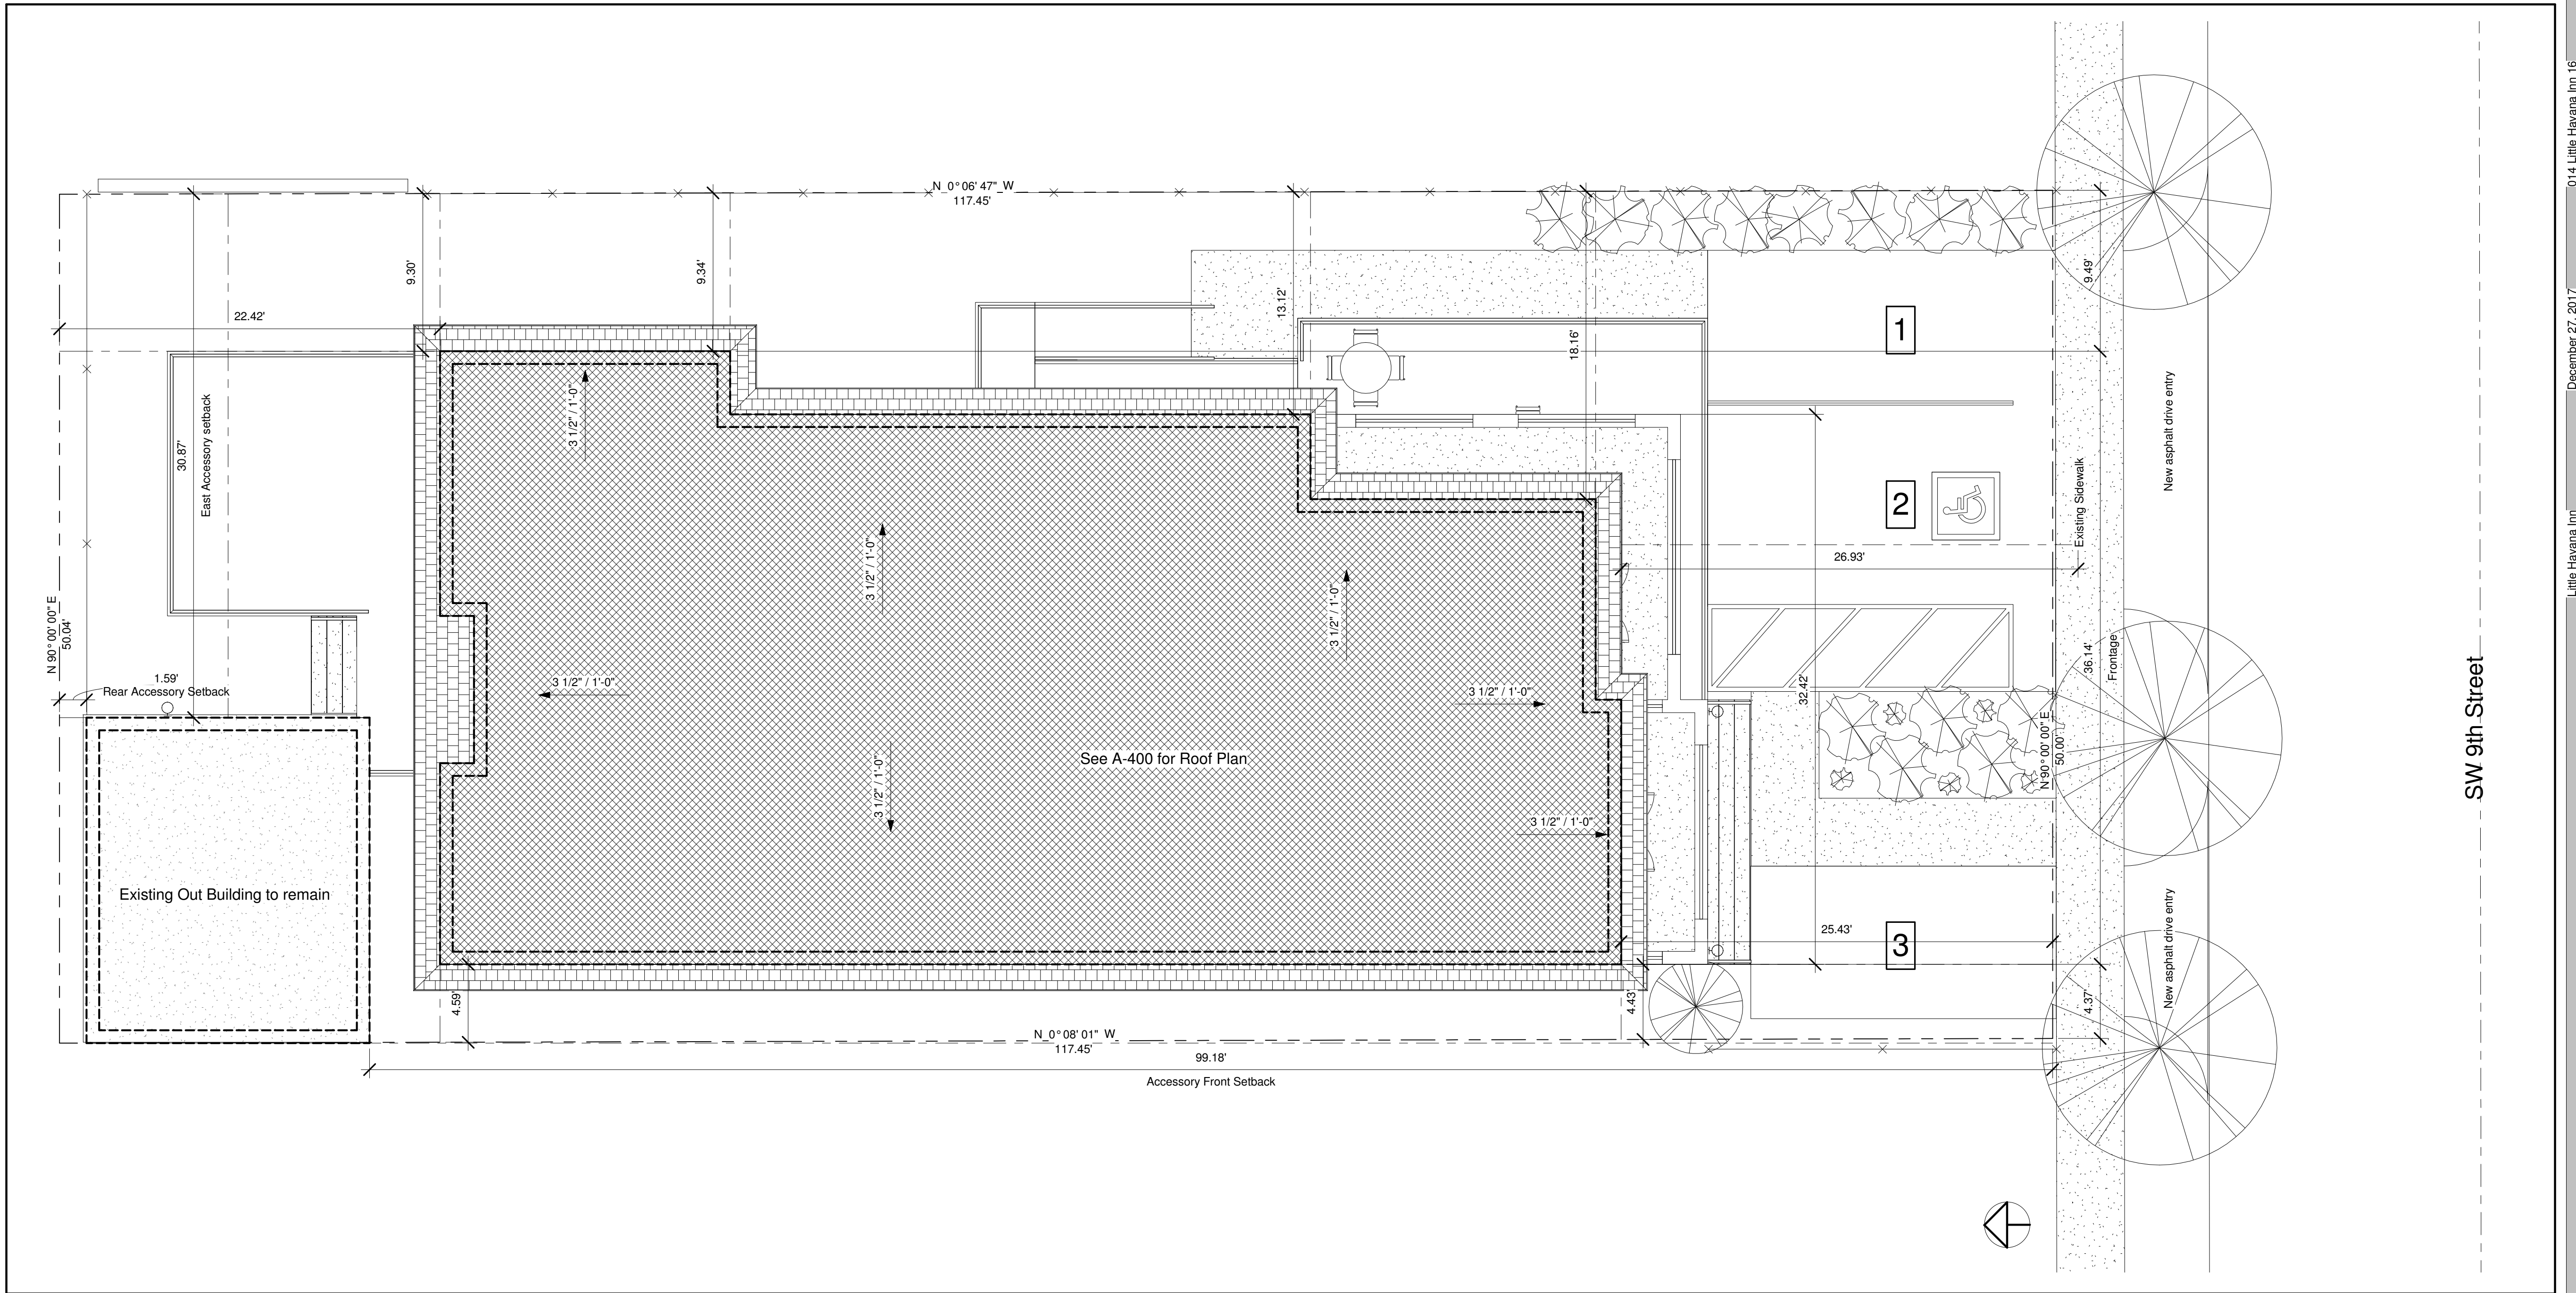 N 0° 06' 47" W
117.45'
9.30'
9.34'
13.12'
18.16'
9.49'
22.42'
1
2
3
30.87'
East Accessory setback
3 1/2" / 1'-0"
3 1/2" / 1'-0"
3 1/2" / 1'-0"
3 1/2" / 1'-0"
3 1/2" / 1'-0"
3 1/2" / 1'-0"
3 1/2" / 1'-0"
New asphalt drive entry
Existing Sidewalk
26.93'
N 90° 00' 00" E
50.04'
1.59'
Rear Accessory Setback
32.42'
36.14'
Frontage
See A-400 for Roof Plan
N 90° 00' 00" E
50.00'
SW 9th Street
Existing Out Building to remain
25.43'
New asphalt drive entry
4.59'
4.43'
4.37'
N 0° 08' 01" W
117.45'
99.18'
Accessory Front Setback
014 Little Havana Inn 16
December 27, 2017
Little Havana Inn